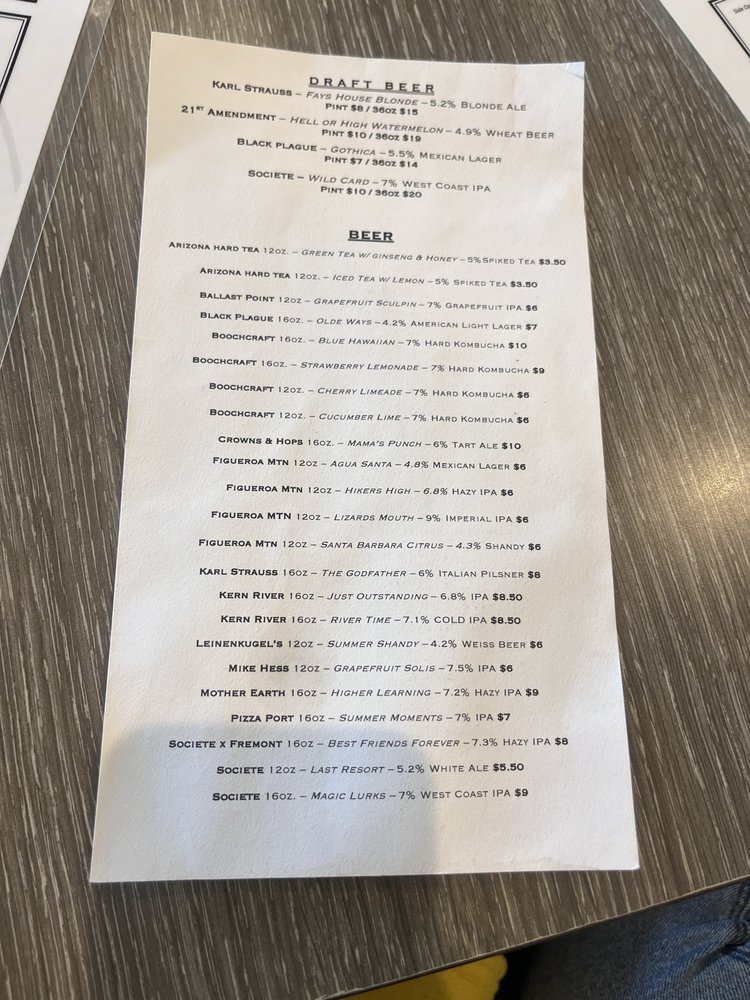 Side Or
DRAFT BEER
KARL STRAUSS – FAYS HOUSE BLONDE – 5.2% BLONDE ALE
PINT $8 / 36OZ $15
21ST AMENDMENT – HELL OR HIGH WATERMELON – 4.9% WHEAT BEER
PINT $10 / 36OZ $19
BLACK PLAGUE – GOTHICA – 5.5% MEXICAN LAGER
PINT $7 / 36OZ $14
SOCIETE – WILD CARD – 7% WEST COAST IPA
PINT $10 / 36OZ $20
BEER
ARIZONA HARD TEA 12OZ. – GREEN TEA W/ GINSENG & HONEY – 5% SPIKED TEA $3.50
ARIZONA HARD TEA 12OZ. – ICED TEA W/ LEMON – 5% SPIKED TEA $3.50
BALLAST POINT 12OZ – GRAPEFRUIT SCULPIN – 7% GRAPEFRUIT IPA $6
BLACK PLAGUE 16OZ. – OLDE WAYS – 4.2% AMERICAN LIGHT LAGER $7
BOOCHCRAFT 16OZ. – BLUE HAWAIIAN – 7% HARD KOMBUCHA $10
BOOCHCRAFT 16OZ. – STRAWBERRY LEMONADE – 7% HARD KOMBUCHA $9
BOOCHCRAFT 12OZ. – CHERRY LIMEADE – 7% HARD KOMBUCHA $6
BOOCHCRAFT 12OZ. – CUCUMBER LIME – 7% HARD KOMBUCHA $6
CROWNS & HOPS 16OZ. – MAMA'S PUNCH – 6% TART ALE $10
FIGUEROA MTN 12OZ – AGUA SANTA – 4.8% MEXICAN LAGER $6
FIGUEROA MTN 12OZ – HIKERS HIGH – 6.8% HAZY IPA $6
FIGUEROA MTN 12OZ – LIZARDS MOUTH – 9% IMPERIAL IPA $6
FIGUEROA MTN 12OZ – SANTA BARBARA CITRUS – 4.3% SHANDY $6
KARL STRAUSS 16OZ – THE GODFATHER – 6% ITALIAN PILSNER $8
KERN RIVER 16OZ – JUST OUTSTANDING – 6.8% IPA $8.50
KERN RIVER 16OZ – RIVER TIME – 7.1% COLD IPA $8.50
LEINENKUGEL'S 12OZ – SUMMER SHANDY – 4.2% WEISS BEER $6
MIKE HESS 12OZ – GRAPEFRUIT SOLIS – 7.5% IPA $6
MOTHER EARTH 16OZ – HIGHER LEARNING – 7.2% HAZY IPA $9
PIZZA PORT 16OZ – SUMMER MOMENTS – 7% IPA $7
SOCIETE X FREMONT 16OZ – BEST FRIENDS FOREVER – 7.3% HAZY IPA $8
SOCIETE 12OZ – LAST RESORT – 5.2% WHITE ALE $5.50
SOCIETE 16OZ. – MAGIC LURKS – 7% WEST COAST IPA $9